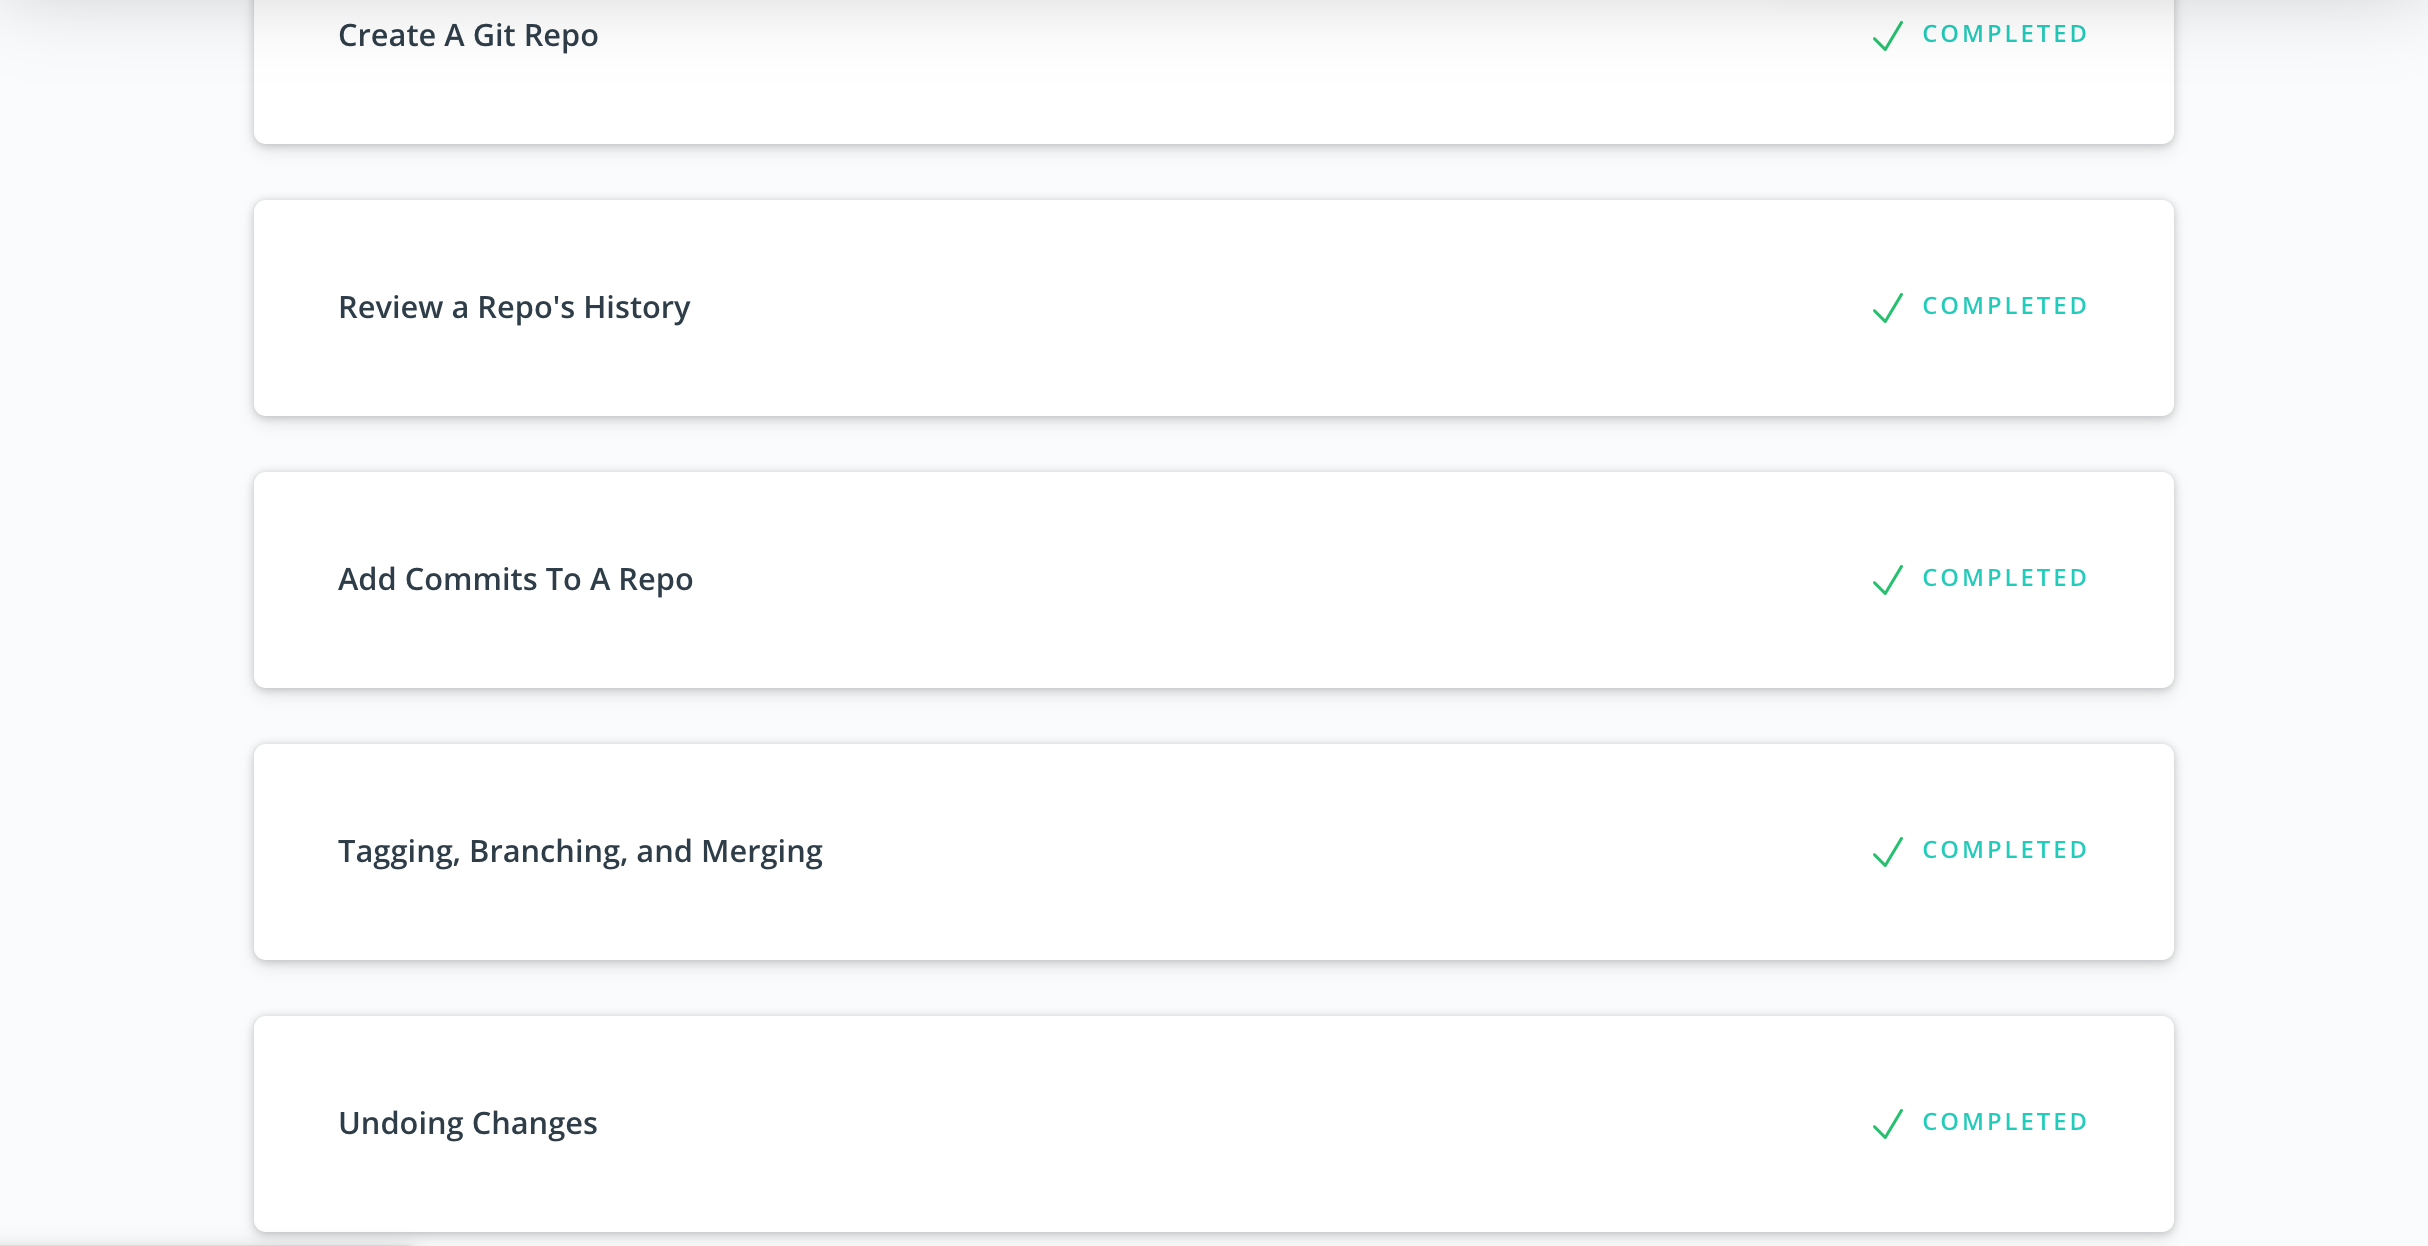 Create A Git Repo COMPLETED
Review a Repo's History COMPLETED
Add Commits To A Repo COMPLETED
Tagging, Branching, and Merging COMPLETED
Undoing Changes COMPLETED